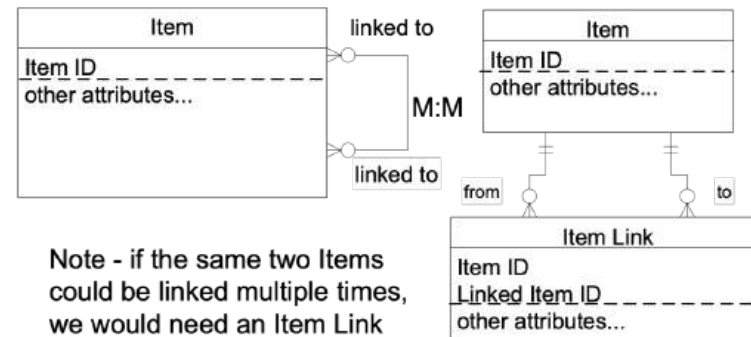 Item
Item ID
other attributes...
linked to
M:M
linked to
Item
Item ID
other attributes...
from
to
Item Link
Item ID
Linked Item ID
other attributes...
Note - if the same two Items
could be linked multiple times,
we would need an Item Link